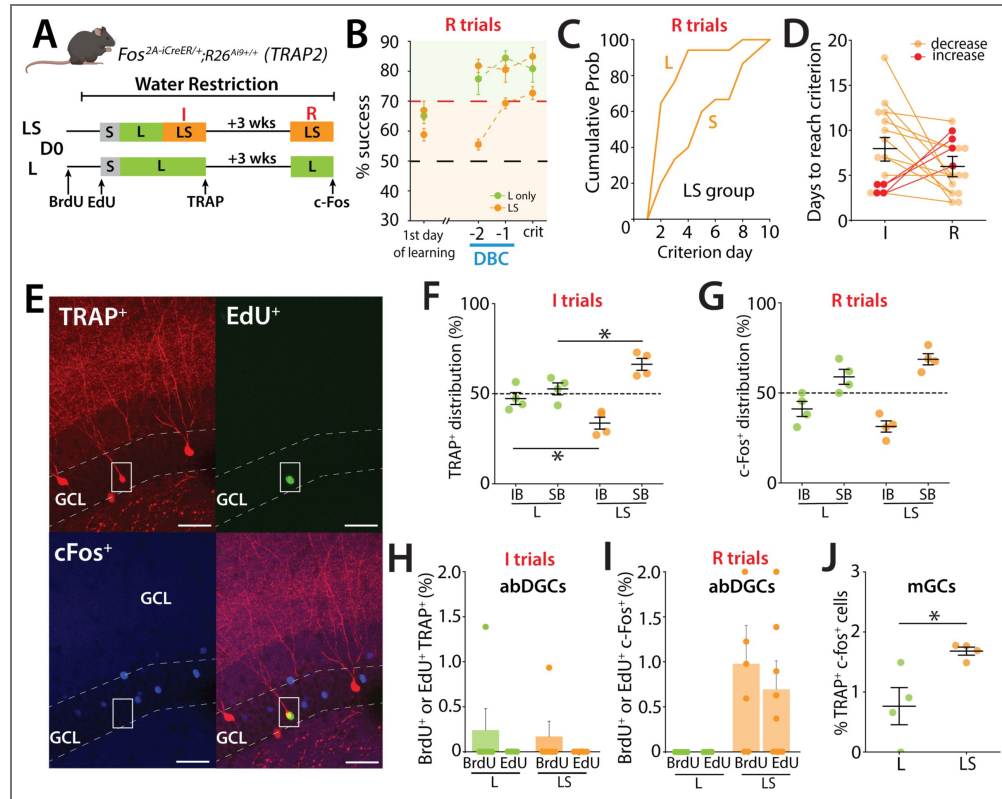 A
Fos2A-iCreER/+;R26Ai9+/+ (TRAP2)
Water Restriction
I
R
LS
S
L
LS
+3 wks
LS
D0
L
S
L
+3 wks
L
BrdU
EdU
TRAP
c-Fos
B
R trials
% success
90
80
70
60
50
40
30
L only
LS
1st day
of learning
-2
-1
crit
DBC
C
R trials
Cumulative Prob
100
80
60
40
20
0
L
S
LS group
2
4
6
8
10
Criterion day
D
decrease
increase
Days to reach criterion
20
15
10
5
0
I
R
E
TRAP+
EdU+
GCL
GCL
cFos+
GCL
GCL
F
I trials
TRAP+ distribution (%)
100
50
0
*
*
IB
SB
IB
SB
L
LS
G
R trials
c-Fos+ distribution (%)
100
50
0
IB
SB
IB
SB
L
LS
H
I trials
abDGCs
BrdU+ or EdU+ TRAP+ (%)
2.0
1.5
1.0
0.5
0
BrdU
EdU
BrdU
EdU
L
LS
I
R trials
abDGCs
BrdU+ or EdU+ c-Fos+ (%)
2.0
1.5
1.0
0.5
0.0
BrdU
EdU
BrdU
EdU
L
LS
J
mGCs
% TRAP+ c-fos+ cells
3
2
1
0
*
L
LS